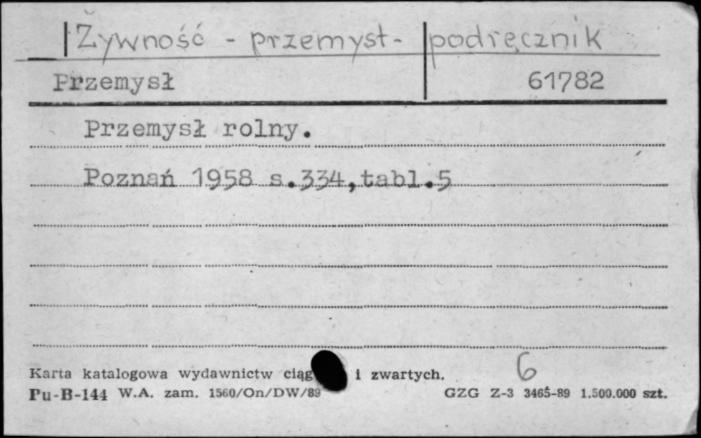 Żywność - przemysł - podręcznik
Przemysł 61782
Przemysł rolny.
Poznań 1958 s.334,tabl.5
6
Karta katalogowa wydawnictw ciąg i zwartych.
Pu-B-144 W.A. zam. 1560/On/DW/89 GZG Z-3 3465-89 1.500.000 szt.